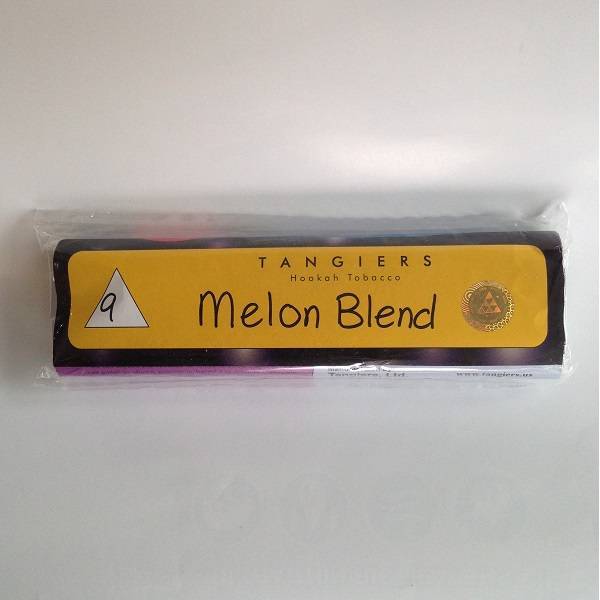 TANGIERS
Hookah Tobacco
9
Melon Blend
Tangiers, Ltd
www.tangiers.us